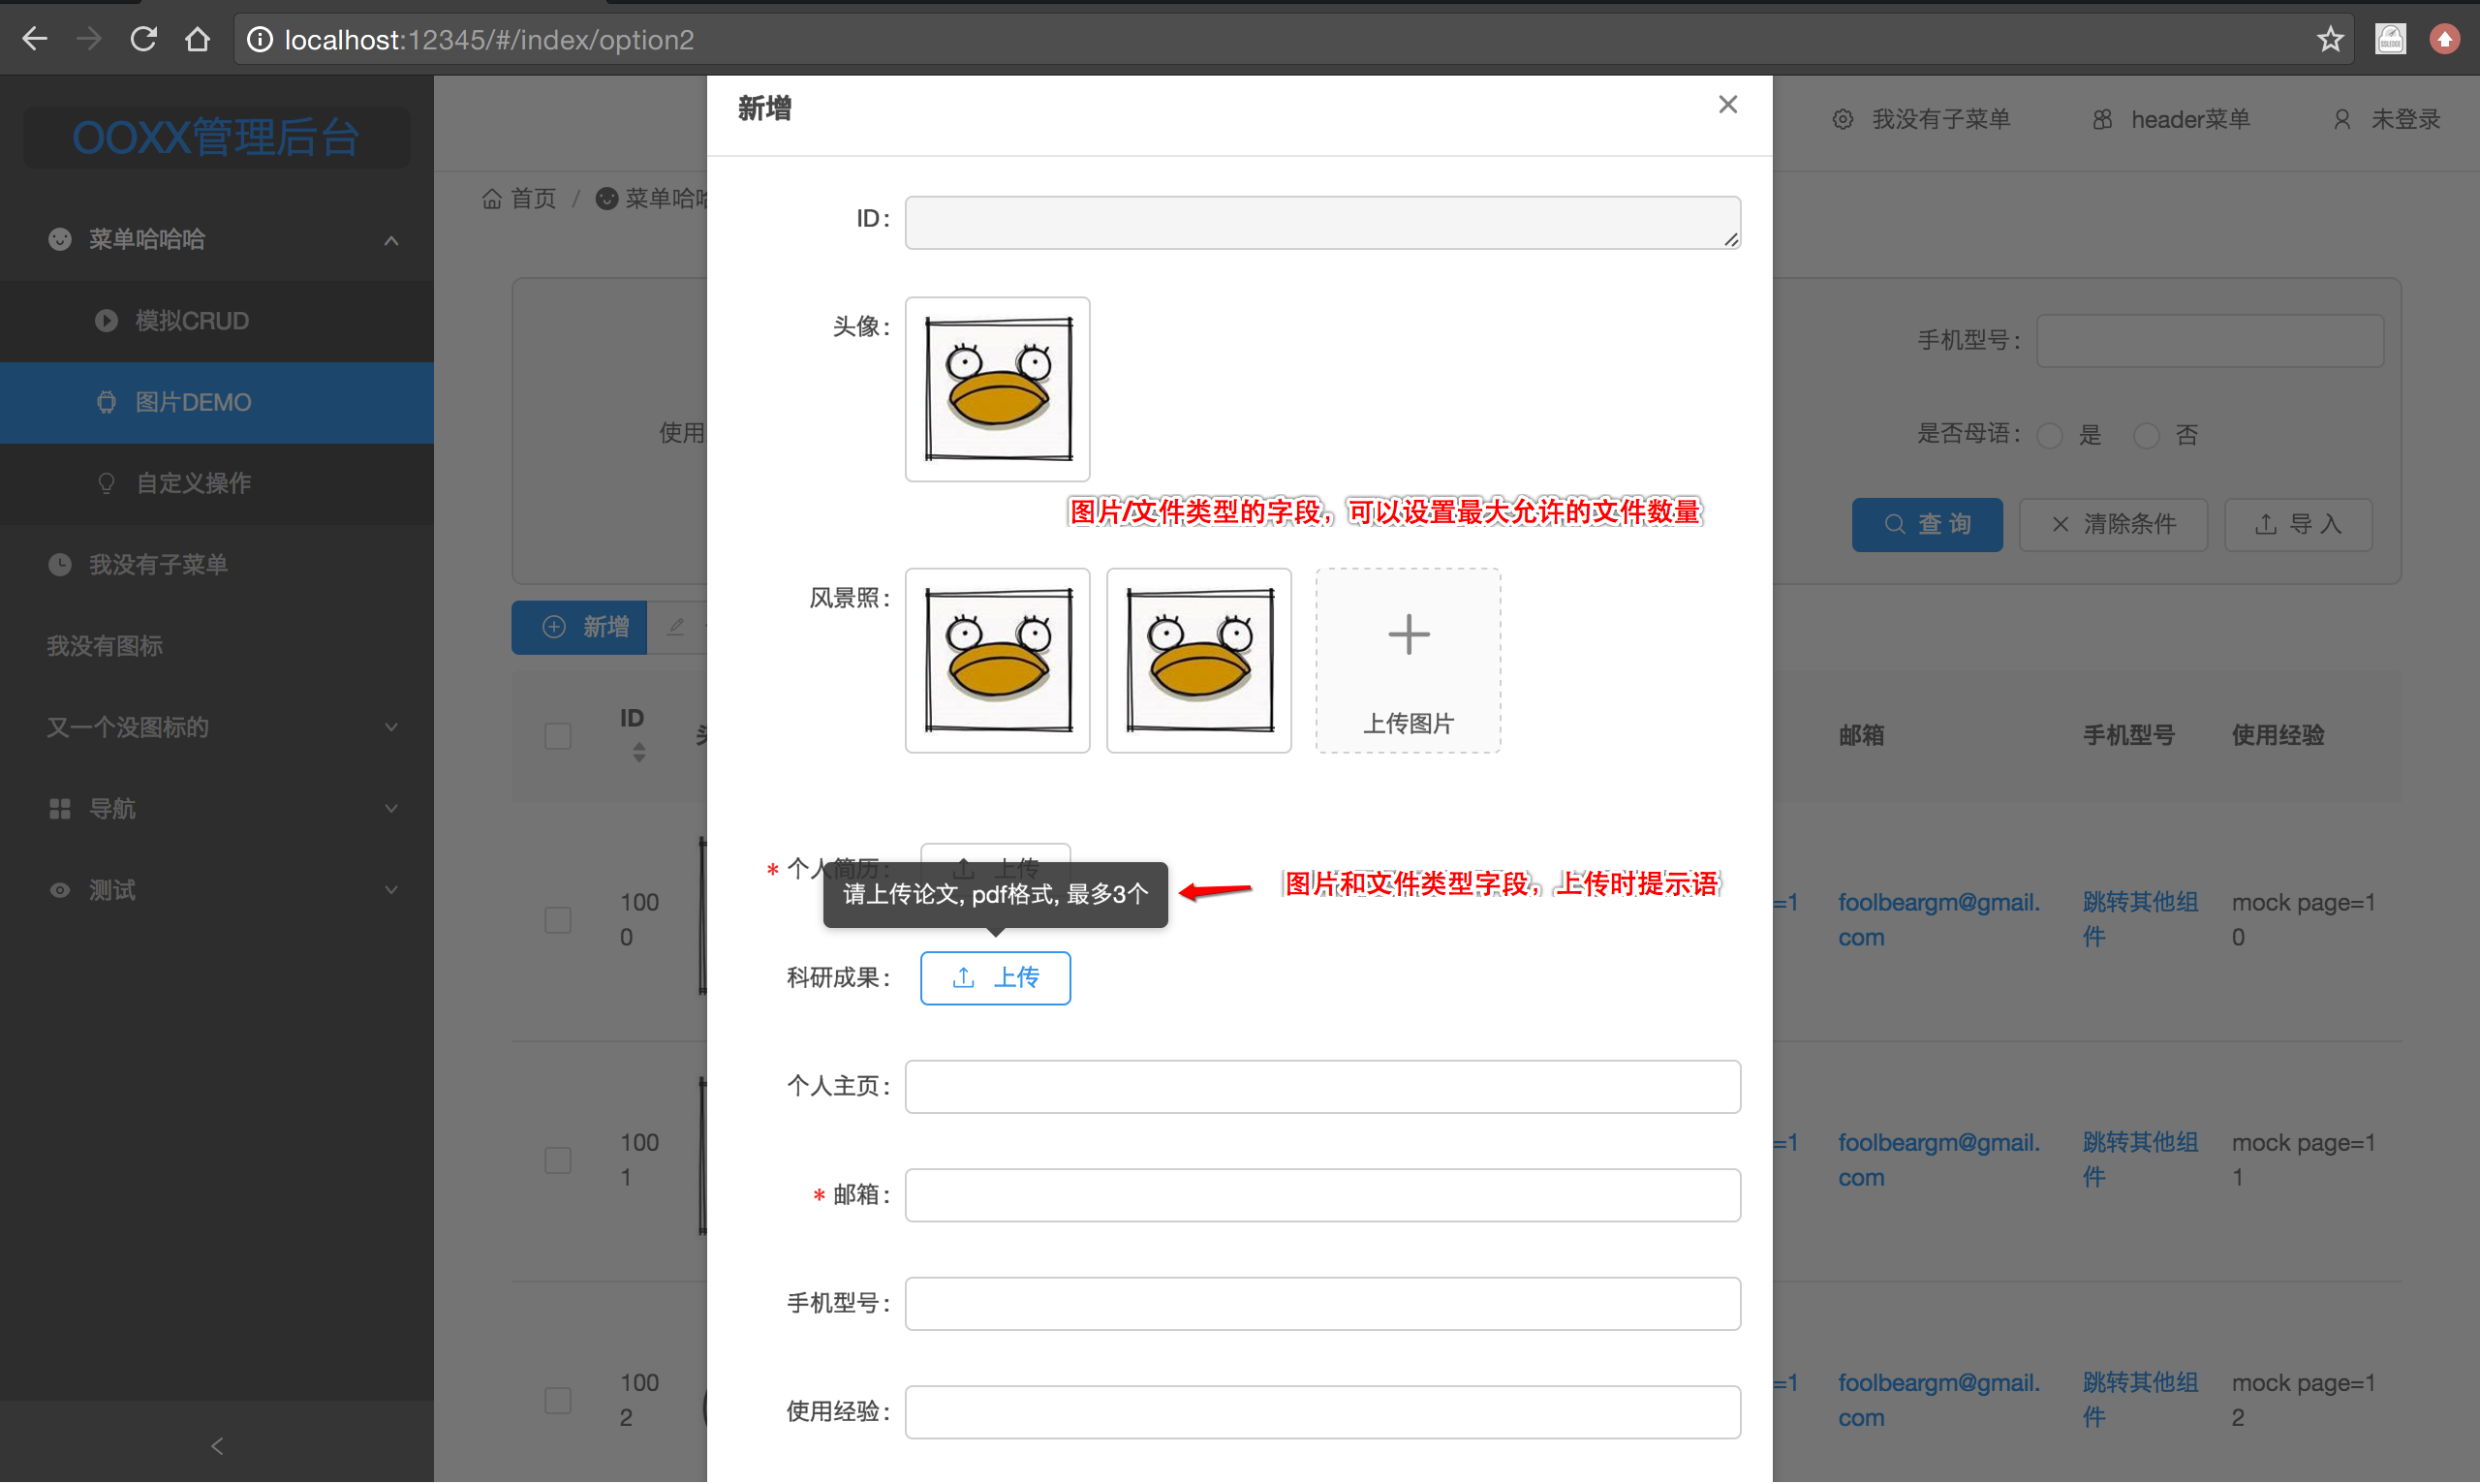 localhost:12345/#/index/option2
OOXX管理后台
菜单哈哈哈
模拟CRUD
图片DEMO
自定义操作
我没有子菜单
我没有图标
又一个没图标的
导航
测试
我没有子菜单
header菜单
未登录
首页 / 菜单哈哈
使用
手机型号:
是否母语: 是 否
查 询
清除条件
导 入
新增
ID
邮箱 手机型号 使用经验
100
0
=1
foolbeargm@gmail.
com
跳转其他组
件
mock page=1
0
100
1
=1
foolbeargm@gmail.
com
跳转其他组
件
mock page=1
1
100
2
=1
foolbeargm@gmail.
com
跳转其他组
件
mock page=1
2
新增
ID:
头像:
图片/文件类型的字段，可以设置最大允许的文件数量
风景照:
上传图片
* 个人简历: 上传
请上传论文, pdf格式, 最多3个
图片和文件类型字段，上传时提示语
科研成果: 上传
个人主页:
* 邮箱:
手机型号:
使用经验: